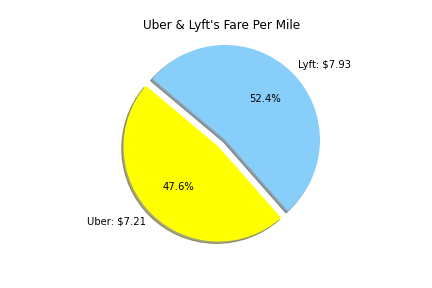 Uber & Lyft's Fare Per Mile
Lyft: $7.93
52.4%
47.6%
Uber: $7.21